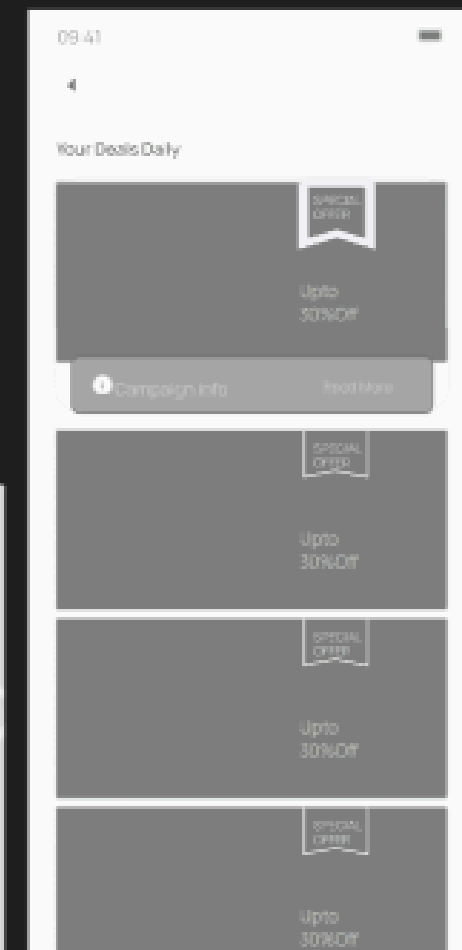 09:41
Your Deals Daily
SPECIAL
OFFER
Upto
30%Off
Campaign Info
Read More
SPECIAL
OFFER
Upto
30%Off
SPECIAL
OFFER
Upto
30%Off
SPECIAL
OFFER
Upto
30%Off